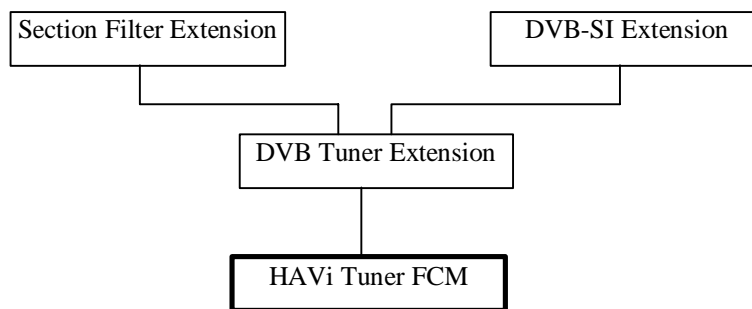 Section Filter Extension
DVB-SI Extension
DVB Tuner Extension
HAVi Tuner FCM